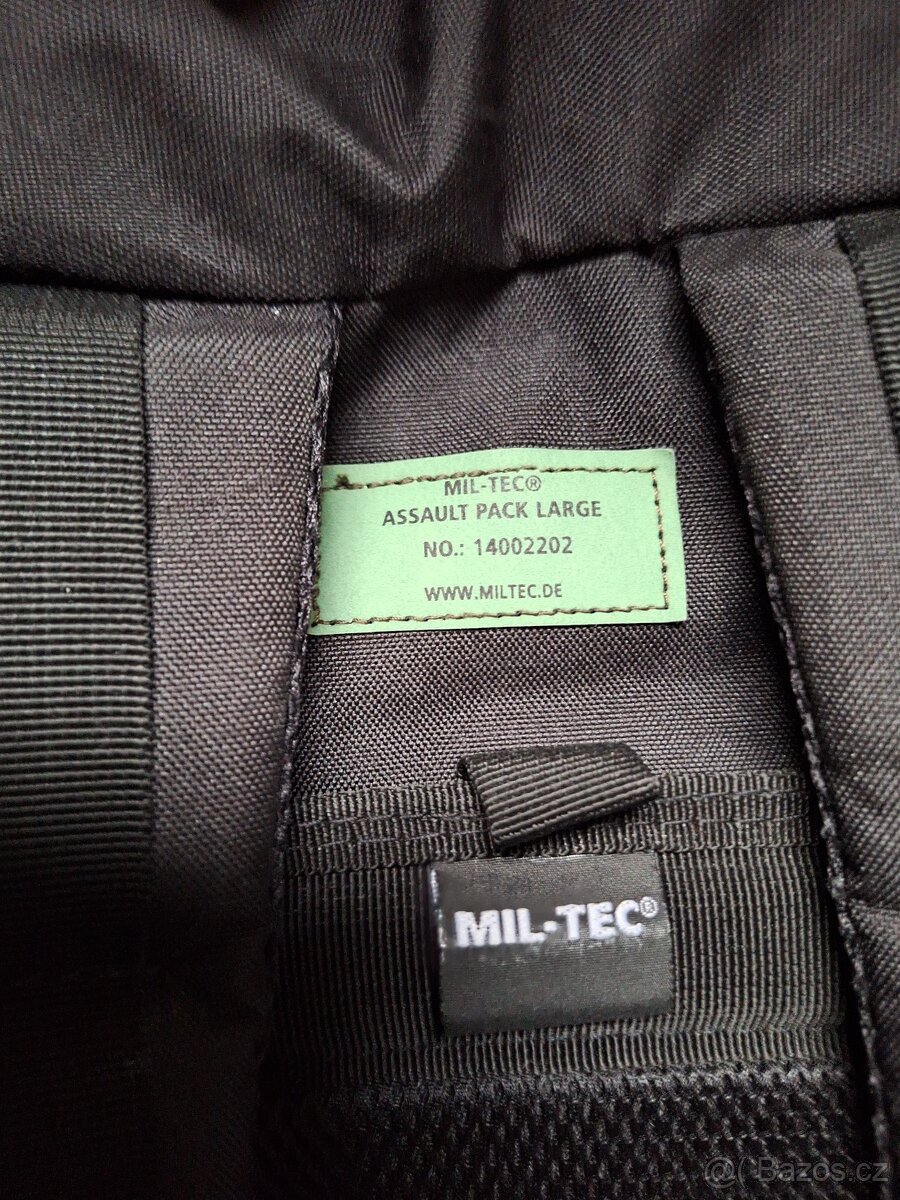 MIL-TEC®
ASSAULT PACK LARGE
NO.: 14002202
WWW.MILTEC.DE
MIL-TEC®
@( Bazos.cz